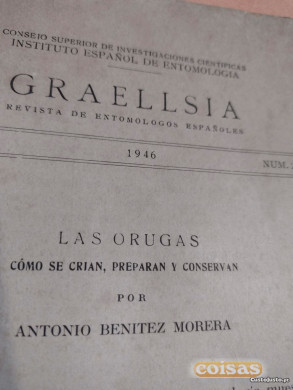 CONSEJO SUPERIOR DE INVESTIGACIONES CIENTIFICAS
INSTITUTO ESPAÑOL DE ENTOMOLOGIA
GRAELLSIA
REVISTA DE ENTOMOLOGOS ESPAÑOLES
1946
NUM.
LAS ORUGAS
CÓMO SE CRIAN, PREPARAN Y CONSERVAN
POR
ANTONIO BENITEZ MORERA
coisas